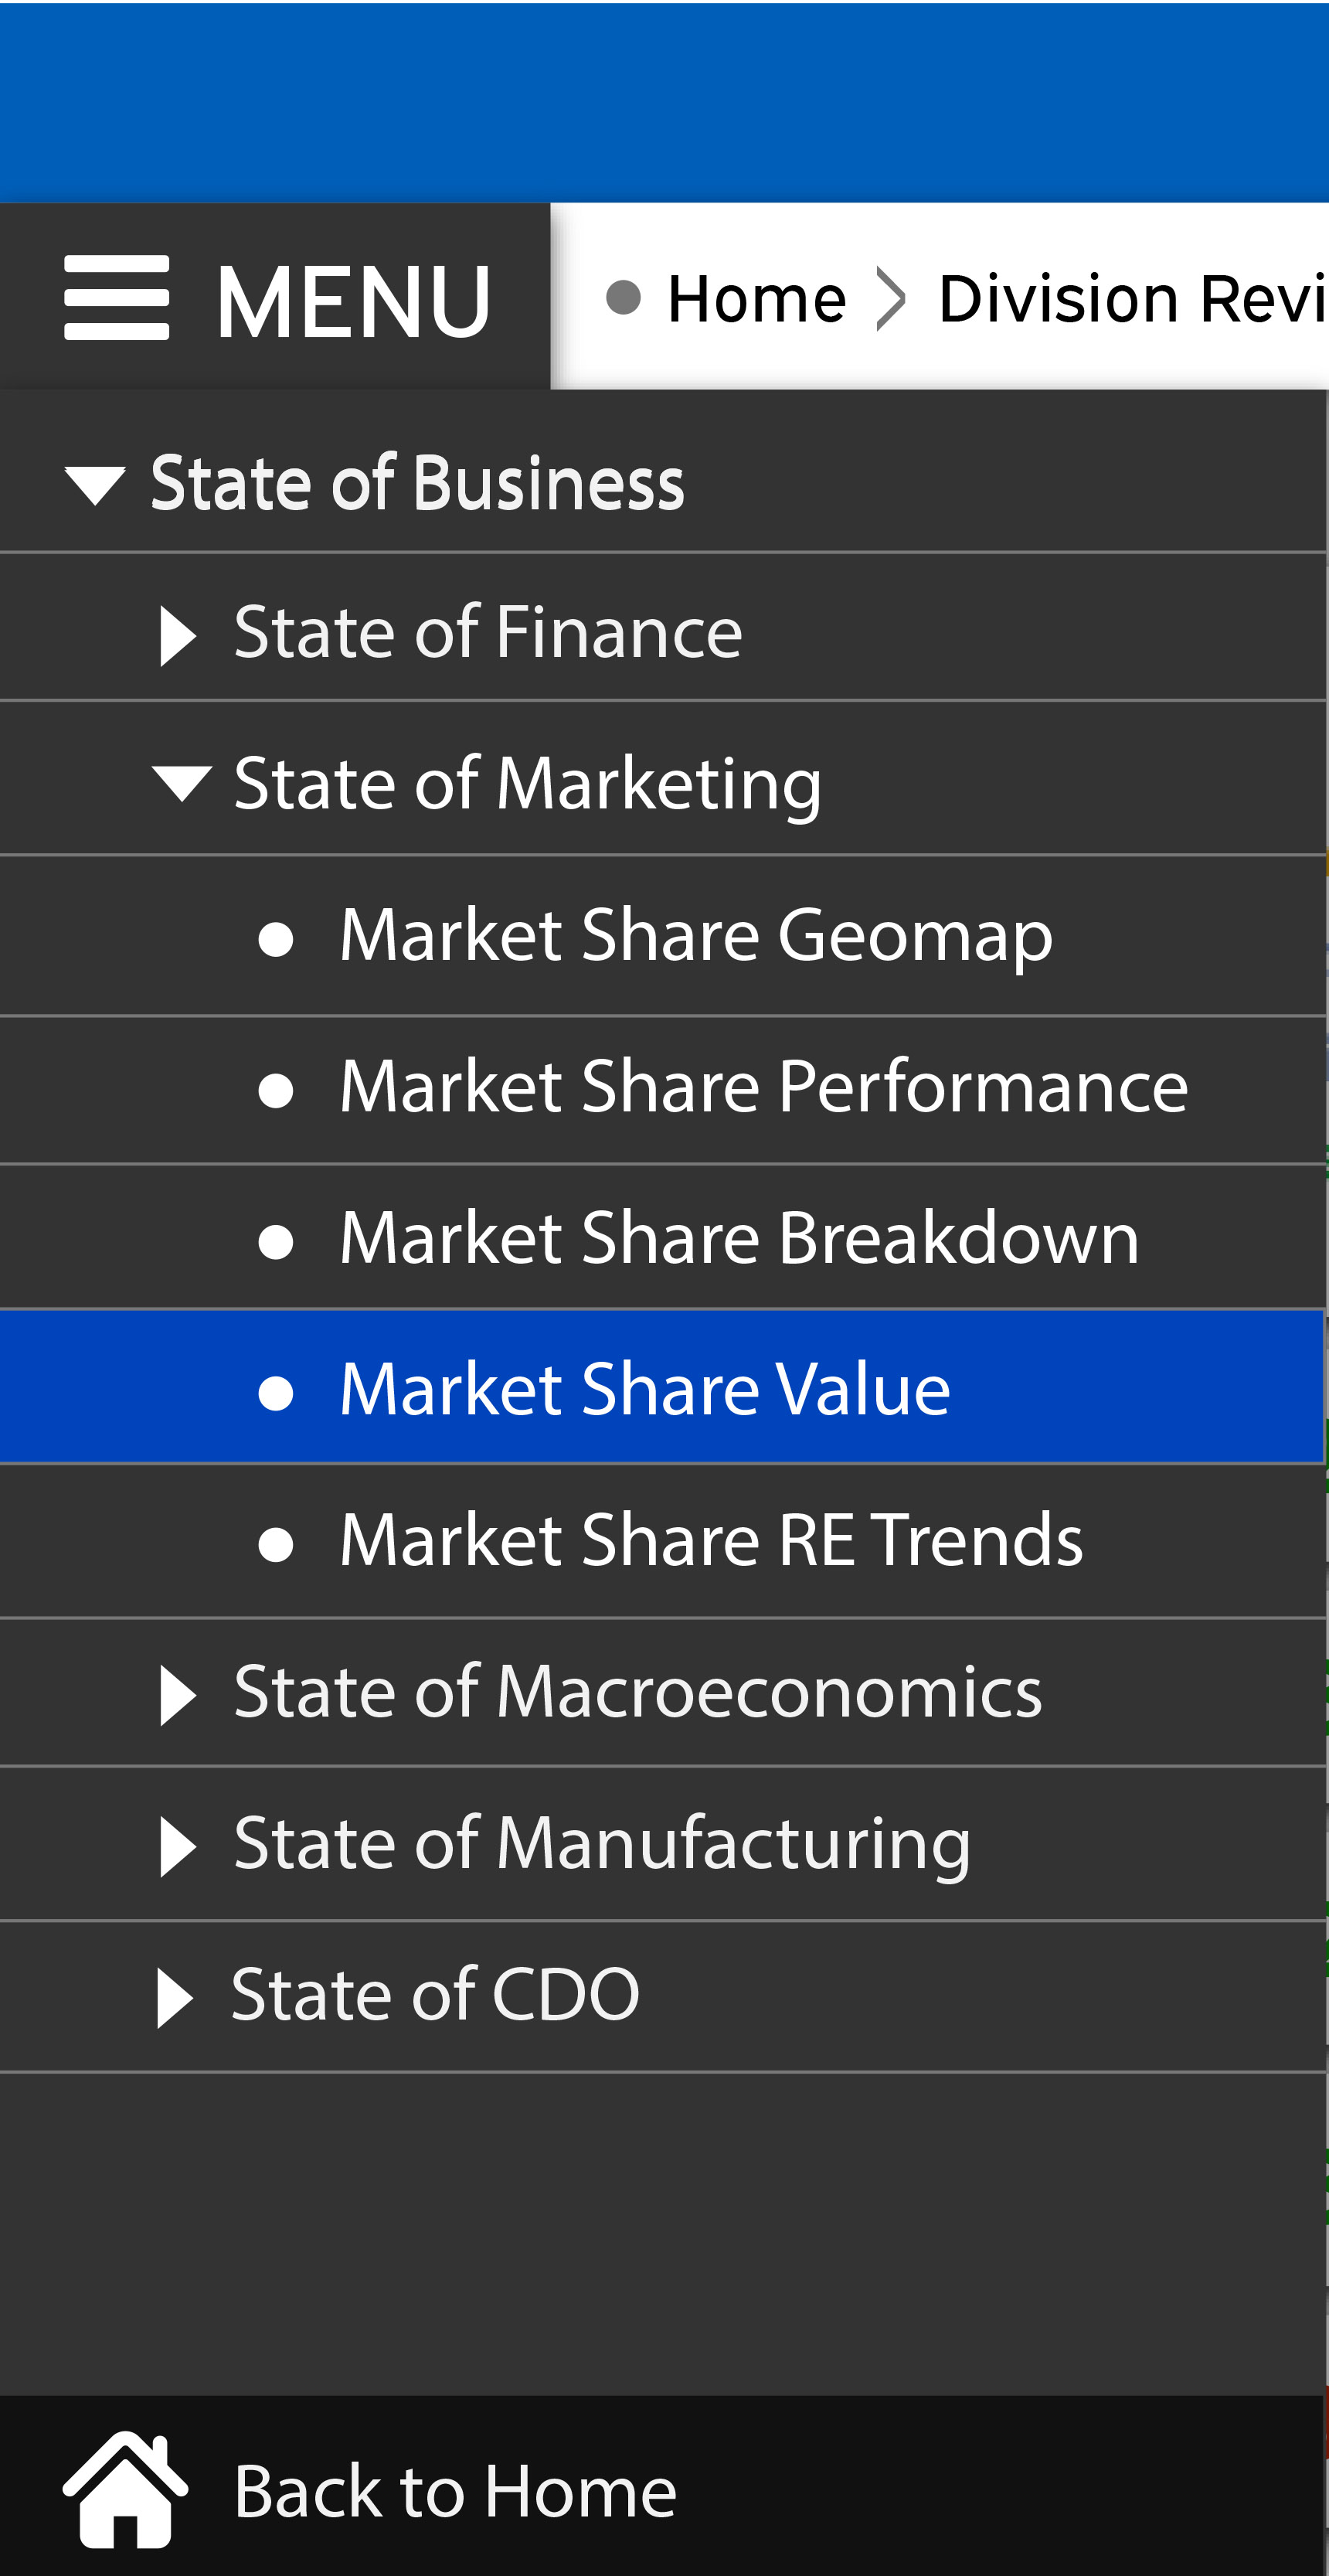 MENU
Home
Division Revi
State of Business
State of Finance
State of Marketing
Market Share Geomap
Market Share Performance
Market Share Breakdown
Market Share Value
Market Share RE Trends
State of Macroeconomics
State of Manufacturing
State of CDO
Back to Home